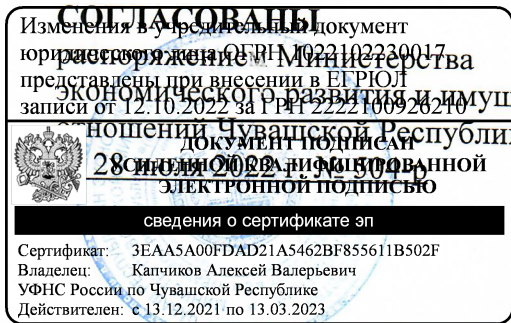 СОГЛАСОВАНЫ
Изменения в учредительный документ
юридического лица ОГРН 1022102230017
распоряжением Министерства
представлены при внесении в ЕГРЮЛ
экономического развития и имущ
записи от 12.10.2022 за ГРН 2222100926210
отношений Чувашской Республи
ДОКУМЕНТ ПОДПИСАН
28 июля 2022 г. № 504-р
УСИЛЕННОЙ КВАЛИФИЦИРОВАННОЙ
ЭЛЕКТРОННОЙ ПОДПИСЬЮ
сведения о сертификате эп
Сертификат: 3EAA5A00FDAD21A5462BF855611B502F
Владелец: Капчиков Алексей Валерьевич
УФНС России по Чувашской Республике
Действителен: с 13.12.2021 по 13.03.2023